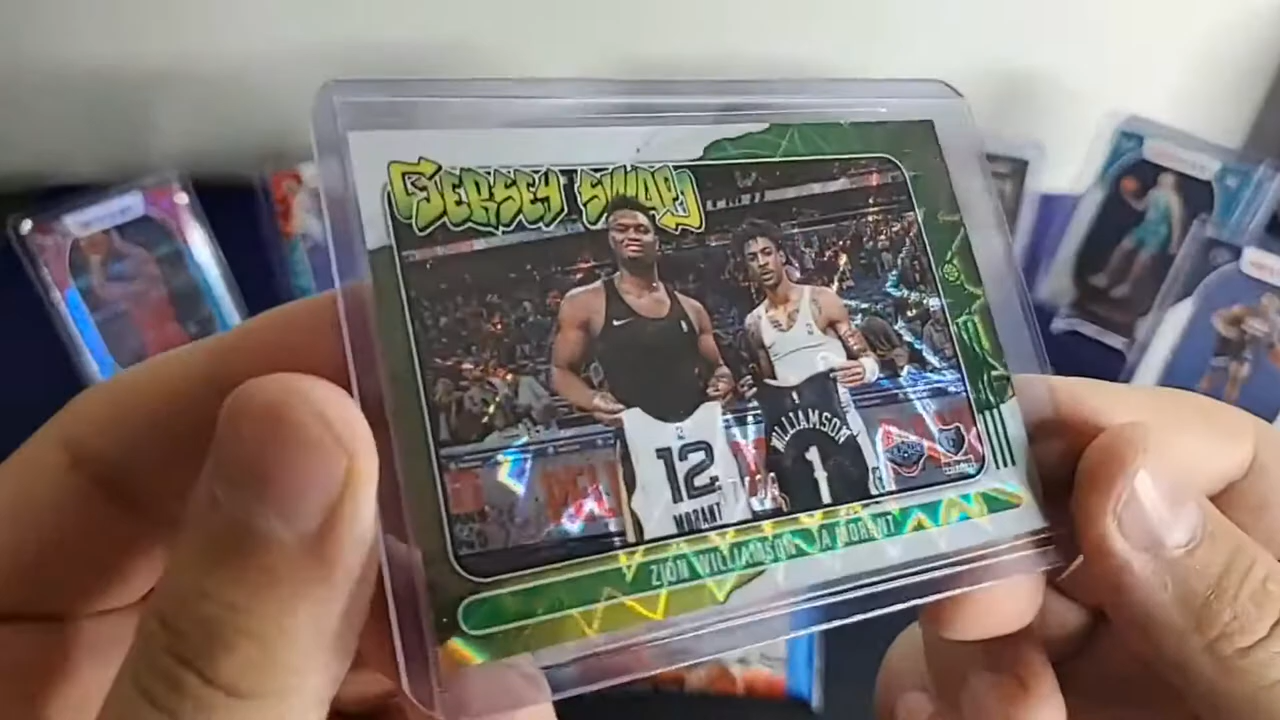 JERSEY SWAP
12
MORANT
WILLIAMSON
1
ZION WILLIAMSON JA MORANT